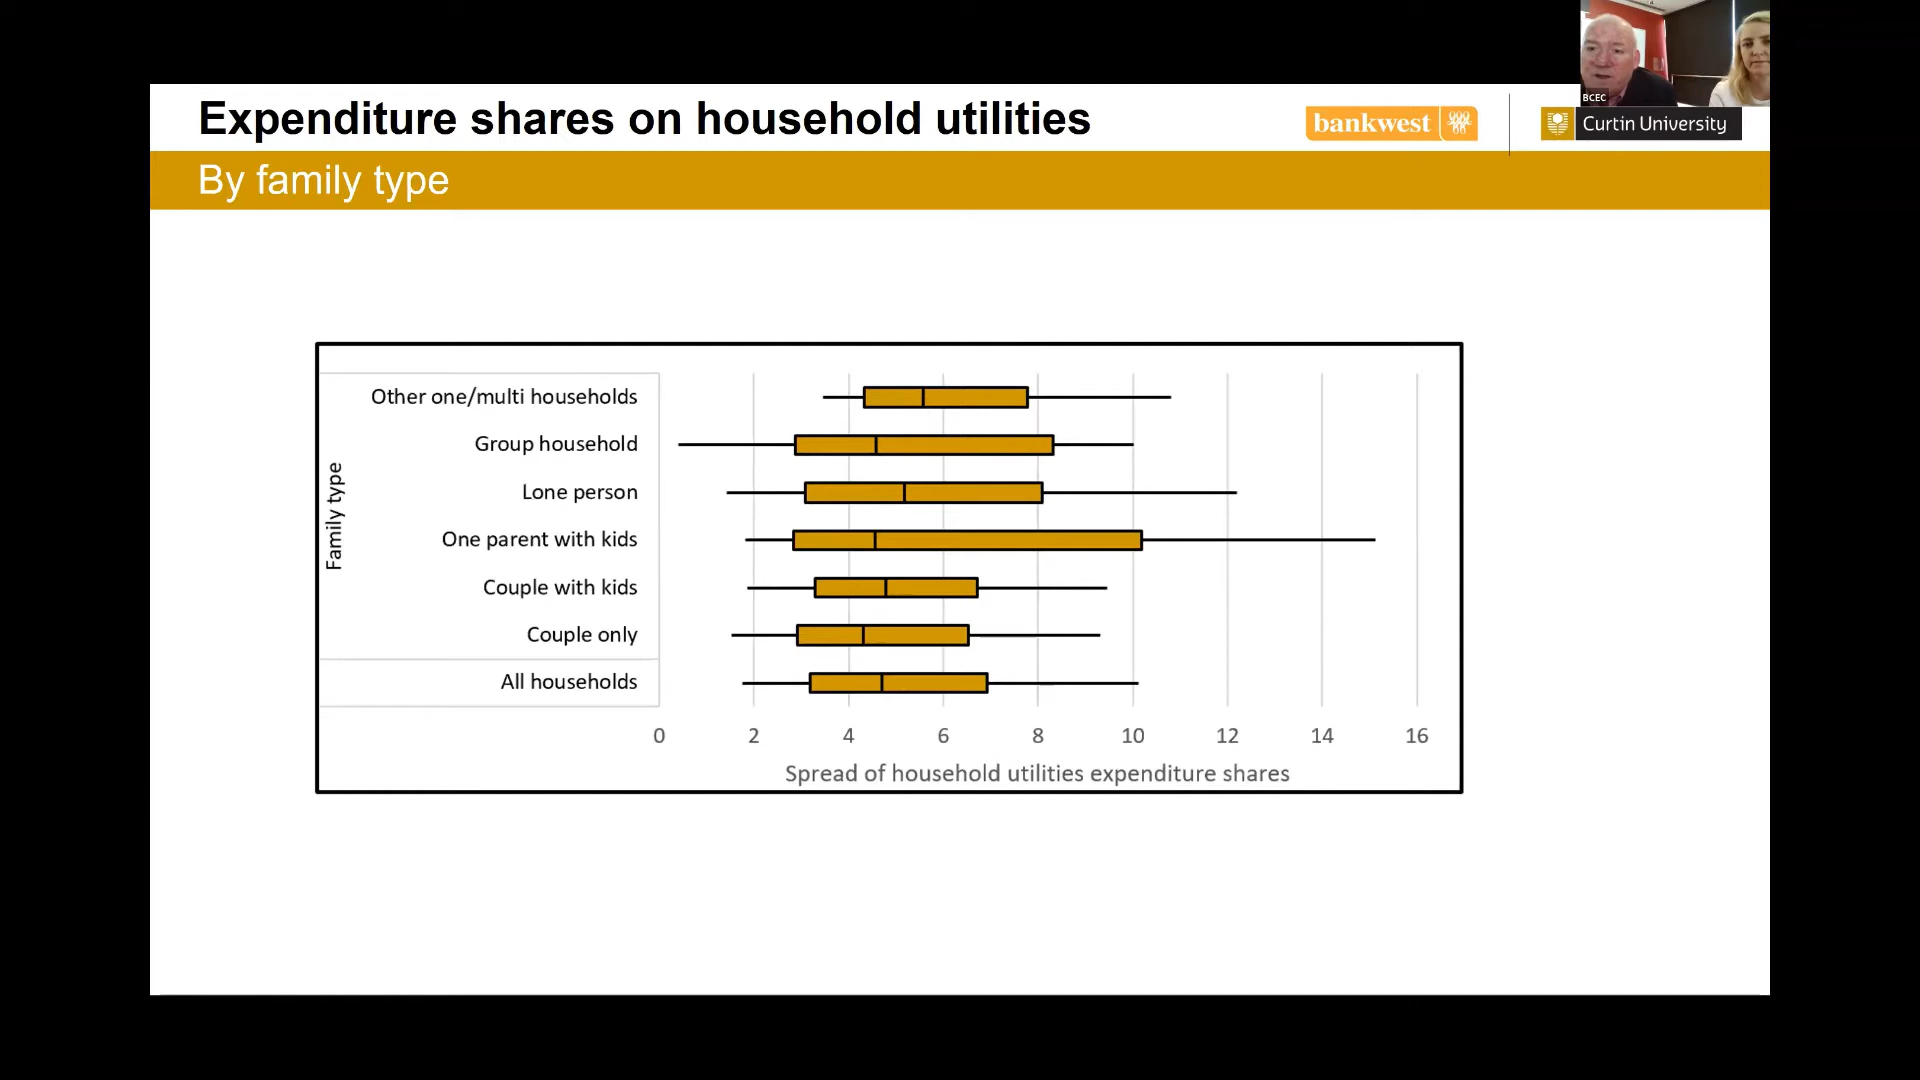 BCEC
Expenditure shares on household utilities
bankwest
Curtin University
By family type
Family type
Other one/multi households
Group household
Lone person
One parent with kids
Couple with kids
Couple only
All households
0 2 4 6 8 10 12 14 16
Spread of household utilities expenditure shares